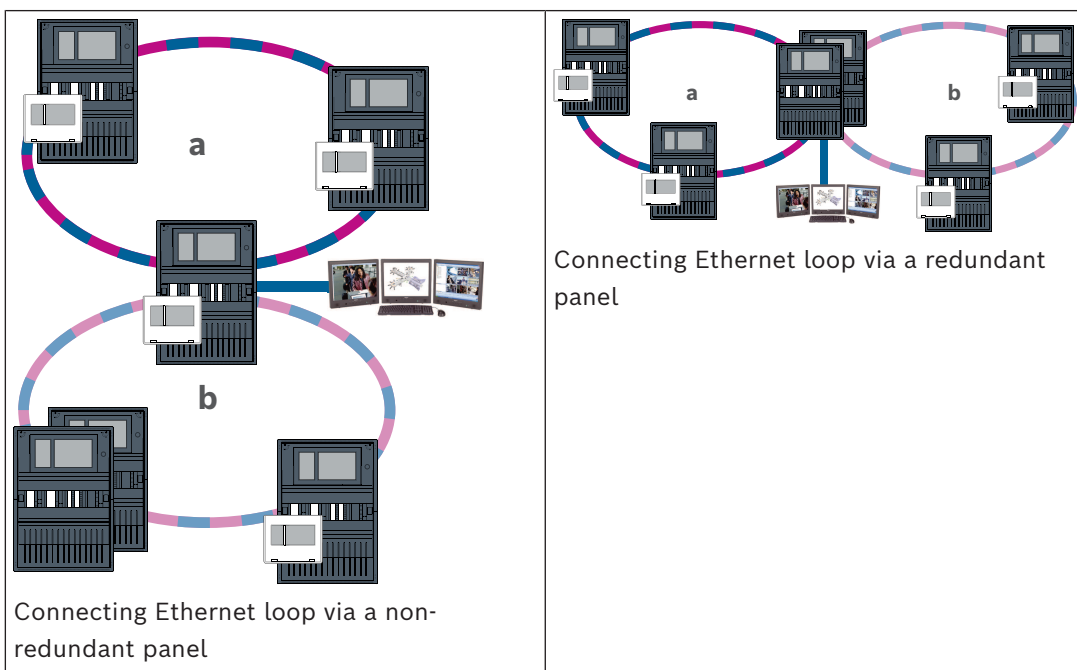 a
b
Connecting Ethernet loop via a non-
redundant panel
a
b
Connecting Ethernet loop via a redundant
panel